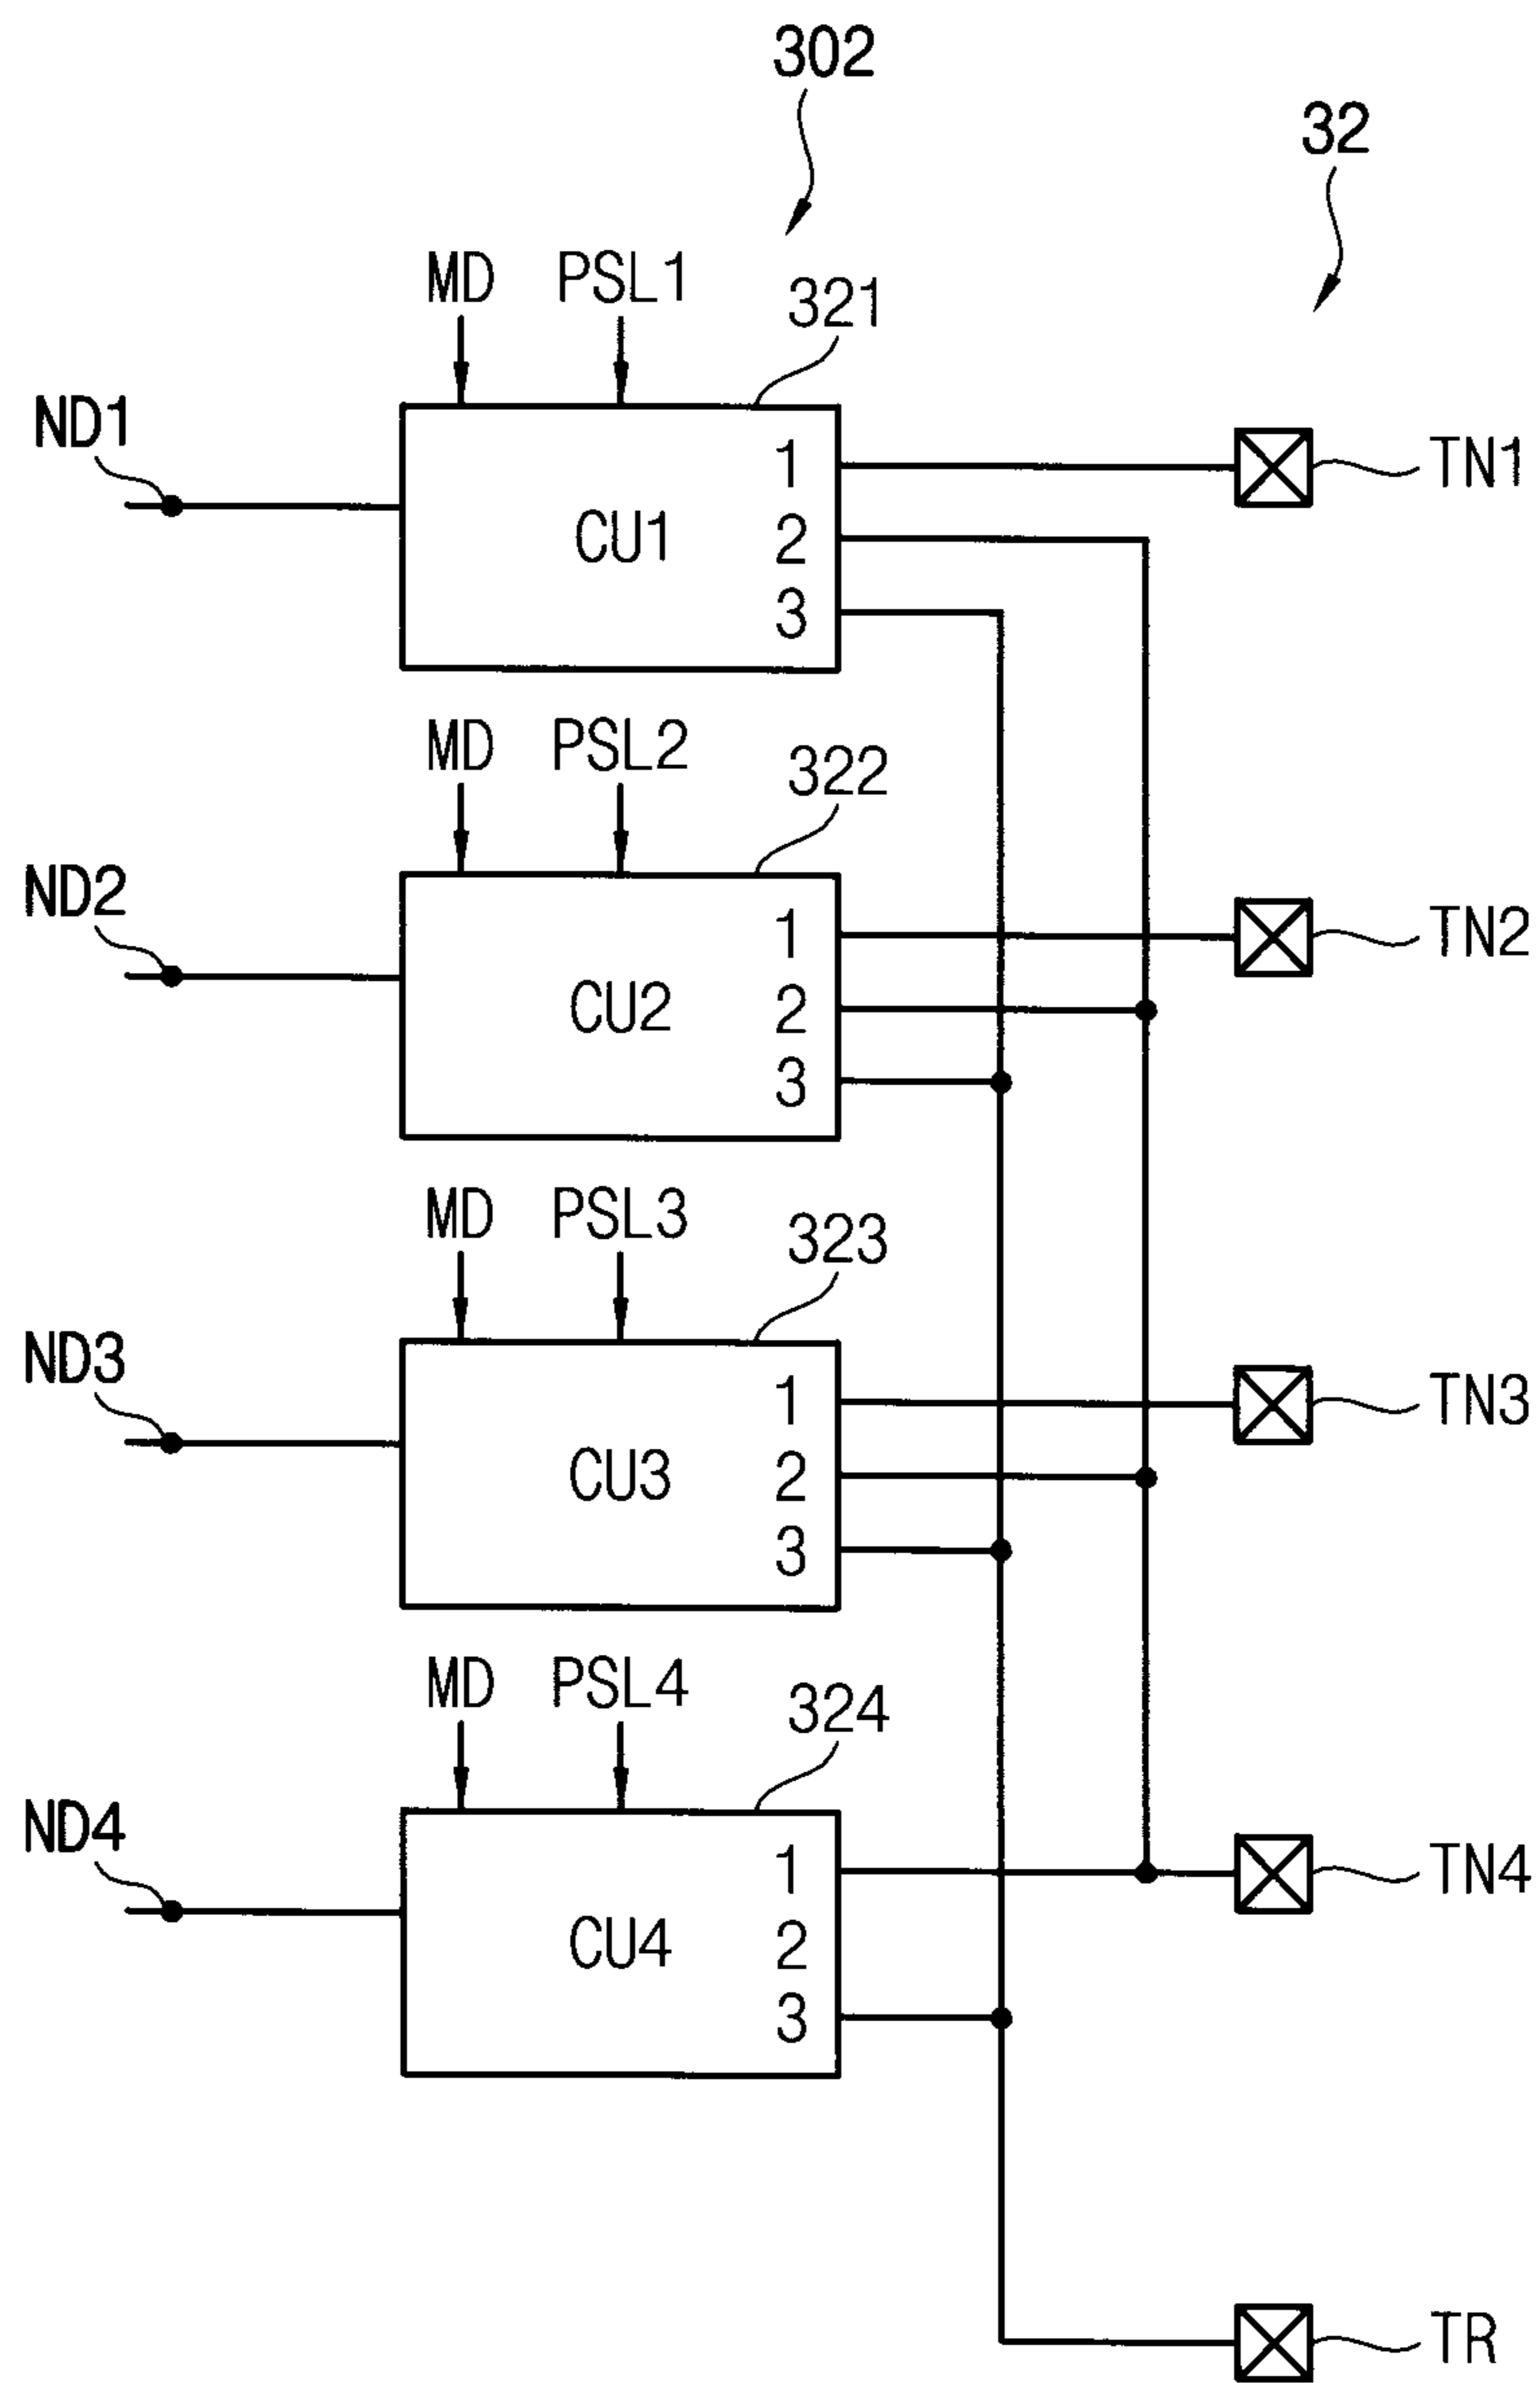 302
32
MD PSL1 321
ND1
1 TN1
CU1 2
3
MD PSL2 322
ND2
1 TN2
CU2 2
3
MD PSL3 323
ND3
1 TN3
CU3 2
3
MD PSL4 324
ND4
1 TN4
CU4 2
3
TR